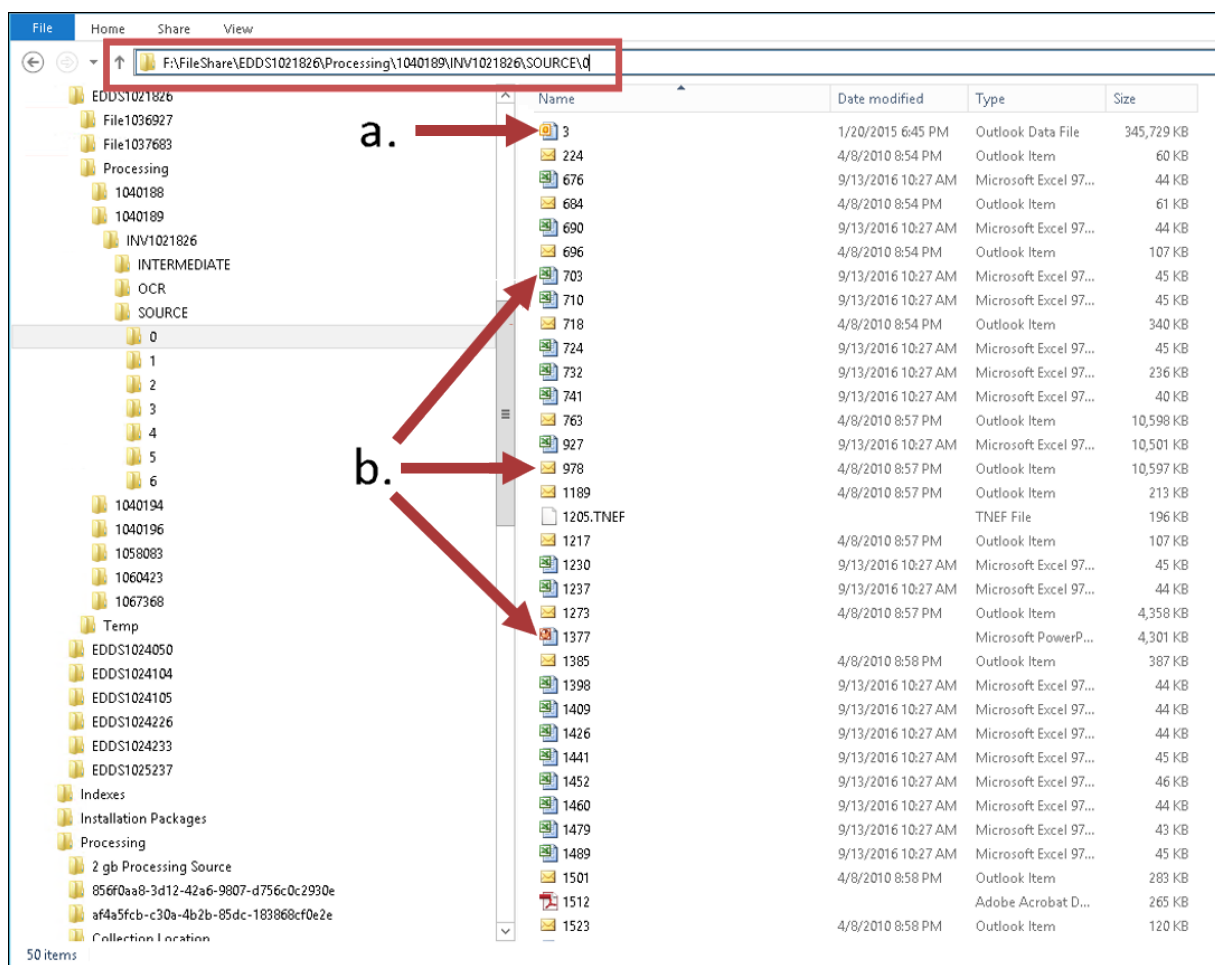 File Home Share View
F:\FileShare\EDDS1021826\Processing\1040189\INV1021826\SOURCE\0
EDDS1021826
File1036927
File1037683
Processing
1040188
1040189
INV1021826
INTERMEDIATE
OCR
SOURCE
0
1
2
3
4
5
6
1040194
1040196
1058083
1060423
1067368
Temp
EDDS1024050
EDDS1024104
EDDS1024105
EDDS1024226
EDDS1024233
EDDS1025237
Indexes
Installation Packages
Processing
2 gb Processing Source
856f0aa8-3d12-42a6-9807-d756c0c2930e
af4a5fcb-c30a-4b2b-85dc-183868cf0e2e
Collection Location
a.
b.
Name Date modified Type Size
3 1/20/2015 6:45 PM Outlook Data File 345,729 KB
224 4/8/2010 8:54 PM Outlook Item 60 KB
676 9/13/2016 10:27 AM Microsoft Excel 97... 44 KB
684 4/8/2010 8:54 PM Outlook Item 61 KB
690 9/13/2016 10:27 AM Microsoft Excel 97... 44 KB
696 4/8/2010 8:54 PM Outlook Item 107 KB
703 9/13/2016 10:27 AM Microsoft Excel 97... 45 KB
710 9/13/2016 10:27 AM Microsoft Excel 97... 45 KB
718 4/8/2010 8:54 PM Outlook Item 340 KB
724 9/13/2016 10:27 AM Microsoft Excel 97... 45 KB
732 9/13/2016 10:27 AM Microsoft Excel 97... 236 KB
741 9/13/2016 10:27 AM Microsoft Excel 97... 40 KB
763 4/8/2010 8:57 PM Outlook Item 10,598 KB
927 9/13/2016 10:27 AM Microsoft Excel 97... 10,501 KB
978 4/8/2010 8:57 PM Outlook Item 10,597 KB
1189 4/8/2010 8:57 PM Outlook Item 213 KB
1205.TNEF TNEF File 196 KB
1217 4/8/2010 8:57 PM Outlook Item 107 KB
1230 9/13/2016 10:27 AM Microsoft Excel 97... 45 KB
1237 9/13/2016 10:27 AM Microsoft Excel 97... 44 KB
1273 4/8/2010 8:57 PM Outlook Item 4,358 KB
1377 Microsoft PowerP... 4,301 KB
1385 4/8/2010 8:58 PM Outlook Item 387 KB
1398 9/13/2016 10:27 AM Microsoft Excel 97... 44 KB
1409 9/13/2016 10:27 AM Microsoft Excel 97... 44 KB
1426 9/13/2016 10:27 AM Microsoft Excel 97... 44 KB
1441 9/13/2016 10:27 AM Microsoft Excel 97... 45 KB
1452 9/13/2016 10:27 AM Microsoft Excel 97... 46 KB
1460 9/13/2016 10:27 AM Microsoft Excel 97... 44 KB
1479 9/13/2016 10:27 AM Microsoft Excel 97... 43 KB
1489 9/13/2016 10:27 AM Microsoft Excel 97... 45 KB
1501 4/8/2010 8:58 PM Outlook Item 283 KB
1512 Adobe Acrobat D... 265 KB
1523 4/8/2010 8:58 PM Outlook Item 120 KB
50 items